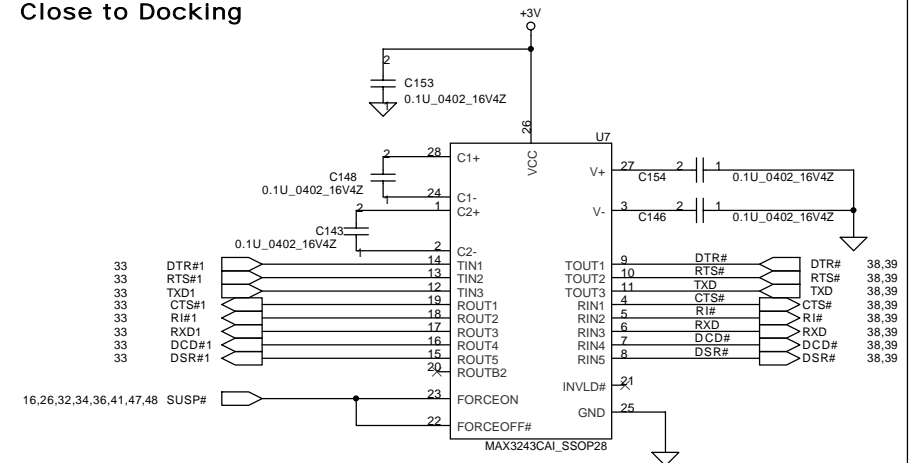 Close to Docking
+3V
2
C153
1
0.1U_0402_16V4Z
26
U7
VCC
2 28 C1+
C148
0.1U_0402_16V4Z
1 24 C1-
2 1 C2+
C143
0.1U_0402_16V4Z
1 2 C2-
V+ 27 C154 2 1 0.1U_0402_16V4Z
V- 3 C146 2 1 0.1U_0402_16V4Z
33 DTR#1 14 TIN1 TOUT1 9 DTR# DTR# 38,39
33 RTS#1 13 TIN2 TOUT2 10 RTS# RTS# 38,39
33 TXD1 12 TIN3 TOUT3 11 TXD TXD 38,39
33 CTS#1 19 ROUT1 RIN1 4 CTS# CTS# 38,39
33 RI#1 18 ROUT2 RIN2 5 RI# RI# 38,39
33 RXD1 17 ROUT3 RIN3 6 RXD RXD 38,39
33 DCD#1 16 ROUT4 RIN4 7 DCD# DCD# 38,39
33 DSR#1 15 ROUT5 RIN5 8 DSR# DSR# 38,39
20 ROUTB2
INVLD# 21
16,26,32,34,36,41,47,48 SUSP# 23 FORCEON
GND 25
22 FORCEOFF#
MAX3243CAI_SSOP28